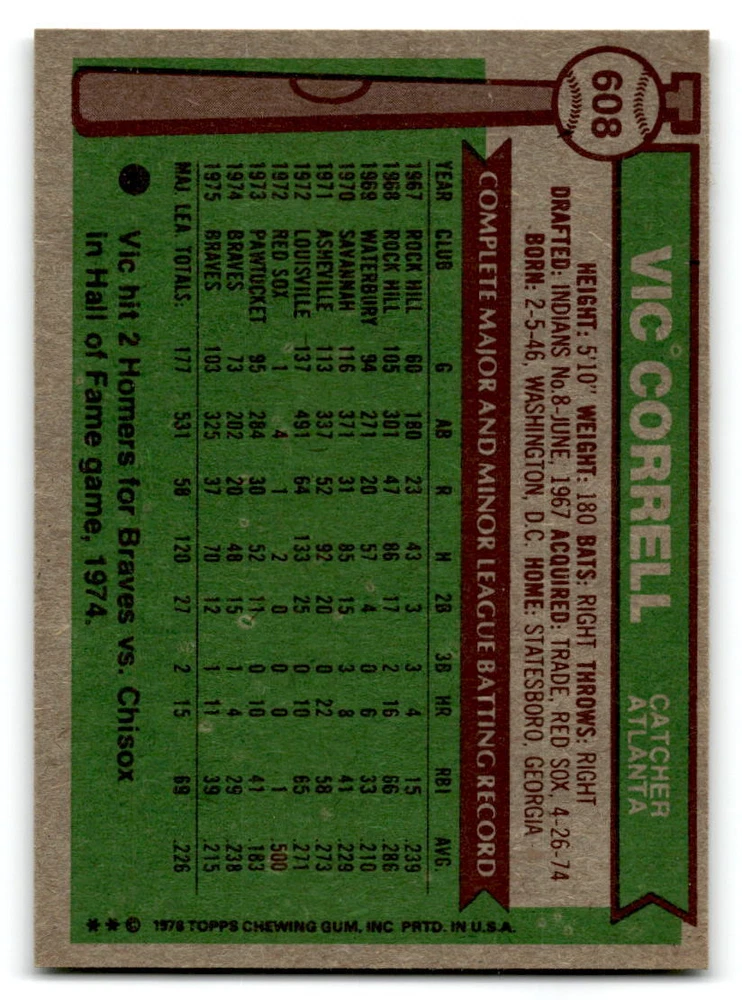 608
VIC CORRELL
CATCHER
ATLANTA
HEIGHT: 5'10" WEIGHT: 180 BATS: RIGHT THROWS: RIGHT
DRAFTED: INDIANS No.8-JUNE, 1967 ACQUIRED: TRADE, RED SOX, 4-26-74
BORN: 2-5-46, WASHINGTON, D.C. HOME: STATESBORO, GEORGIA
COMPLETE MAJOR AND MINOR LEAGUE BATTING RECORD
YEAR CLUB G AB R H 2B 3B HR RBI AVG.
1967 ROCK HILL 60 180 23 43 3 3 4 15 .239
1968 ROCK HILL 105 301 47 86 17 2 16 66 .286
1969 WATERBURY 94 271 20 57 4 0 6 33 .210
1970 SAVANNAH 116 371 31 85 15 3 8 41 .229
1971 ASHEVILLE 113 337 52 92 20 0 22 58 .273
1972 LOUISVILLE 137 491 64 133 25 0 10 65 .271
1972 RED SOX 1 4 1 2 0 0 0 1 .500
1973 PAWTUCKET 95 284 30 52 11 0 10 41 .183
1974 BRAVES 73 202 20 48 15 1 4 29 .238
1975 BRAVES 103 325 37 70 12 1 11 39 .215
MAJ. LEA. TOTALS: 177 531 58 120 27 2 15 69 .226
Vic hit 2 Homers for Braves vs. Chisox
in Hall of Fame game, 1974.
**© 1976 TOPPS CHEWING GUM, INC PRTD. IN U.S.A.